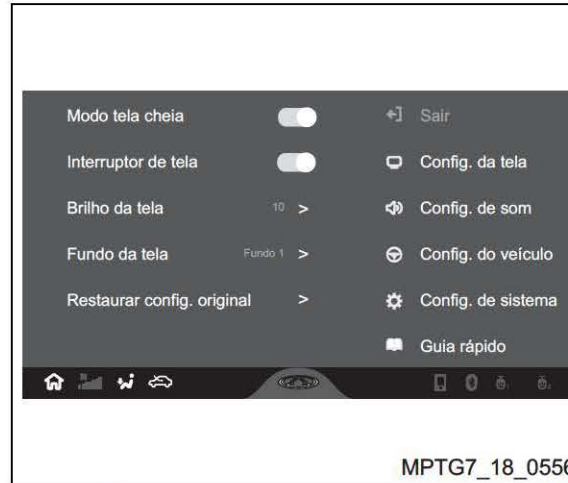 Modo tela cheia
Sair
Interruptor de tela
Config. da tela
Brilho da tela 10 >
Config. de som
Fundo da tela Fundo 1 >
Config. do veículo
Restaurar config. original >
Config. de sistema
Guia rápido
MPTG7_18_0556